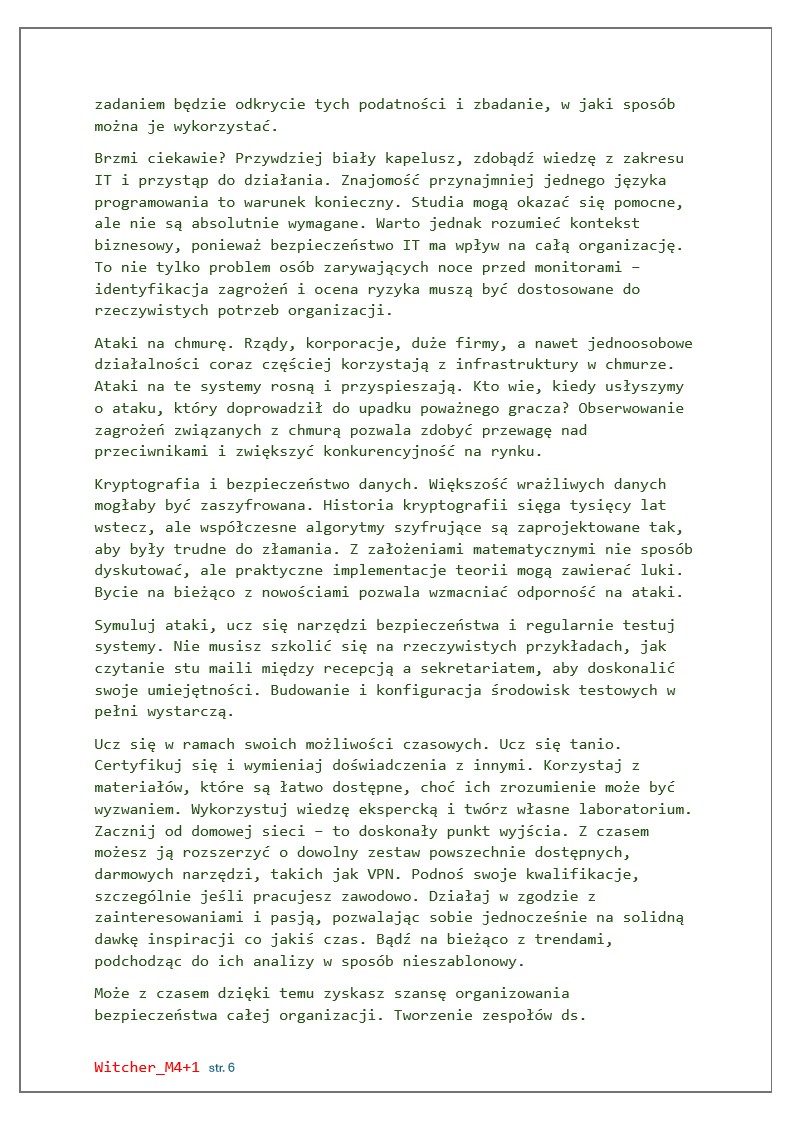 zadaniem będzie odkrycie tych podatności i zbadanie, w jaki sposób
można je wykorzystać.
Brzmi ciekawie? Przywdziej biały kapelusz, zdobądź wiedzę z zakresu
IT i przystąp do działania. Znajomość przynajmniej jednego języka
programowania to warunek konieczny. Studia mogą okazać się pomocne,
ale nie są absolutnie wymagane. Warto jednak rozumieć kontekst
biznesowy, ponieważ bezpieczeństwo IT ma wpływ na całą organizację.
To nie tylko problem osób zarywających noce przed monitorami –
identyfikacja zagrożeń i ocena ryzyka muszą być dostosowane do
rzeczywistych potrzeb organizacji.
Ataki na chmurę. Rządy, korporacje, duże firmy, a nawet jednoosobowe
działalności coraz częściej korzystają z infrastruktury w chmurze.
Ataki na te systemy rosną i przyspieszają. Kto wie, kiedy usłyszymy
o ataku, który doprowadził do upadku poważnego gracza? Obserwowanie
zagrożeń związanych z chmurą pozwala zdobyć przewagę nad
przeciwnikami i zwiększyć konkurencyjność na rynku.
Kryptografia i bezpieczeństwo danych. Większość wrażliwych danych
mogłaby być zaszyfrowana. Historia kryptografii sięga tysięcy lat
wstecz, ale współczesne algorytmy szyfrujące są zaprojektowane tak,
aby były trudne do złamania. Z założeniami matematycznymi nie sposób
dyskutować, ale praktyczne implementacje teorii mogą zawierać luki.
Bycie na bieżąco z nowościami pozwala wzmacniać odporność na ataki.
Symuluj ataki, ucz się narzędzi bezpieczeństwa i regularnie testuj
systemy. Nie musisz szkolić się na rzeczywistych przykładach, jak
czytanie stu maili między recepcją a sekretariatem, aby doskonalić
swoje umiejętności. Budowanie i konfiguracja środowisk testowych w
pełni wystarczą.
Ucz się w ramach swoich możliwości czasowych. Ucz się tanio.
Certyfikuj się i wymieniaj doświadczenia z innymi. Korzystaj z
materiałów, które są łatwo dostępne, choć ich zrozumienie może być
wyzwaniem. Wykorzystuj wiedzę ekspercką i twórz własne laboratorium.
Zacznij od domowej sieci – to doskonały punkt wyjścia. Z czasem
możesz ją rozszerzyć o dowolny zestaw powszechnie dostępnych,
darmowych narzędzi, takich jak VPN. Podnoś swoje kwalifikacje,
szczególnie jeśli pracujesz zawodowo. Działaj w zgodzie z
zainteresowaniami i pasją, pozwalając sobie jednocześnie na solidną
dawkę inspiracji co jakiś czas. Bądź na bieżąco z trendami,
podchodząc do ich analizy w sposób nieszablonowy.
Może z czasem dzięki temu zyskasz szansę organizowania
bezpieczeństwa całej organizacji. Tworzenie zespołów ds.
Witcher_M4+1 str. 6